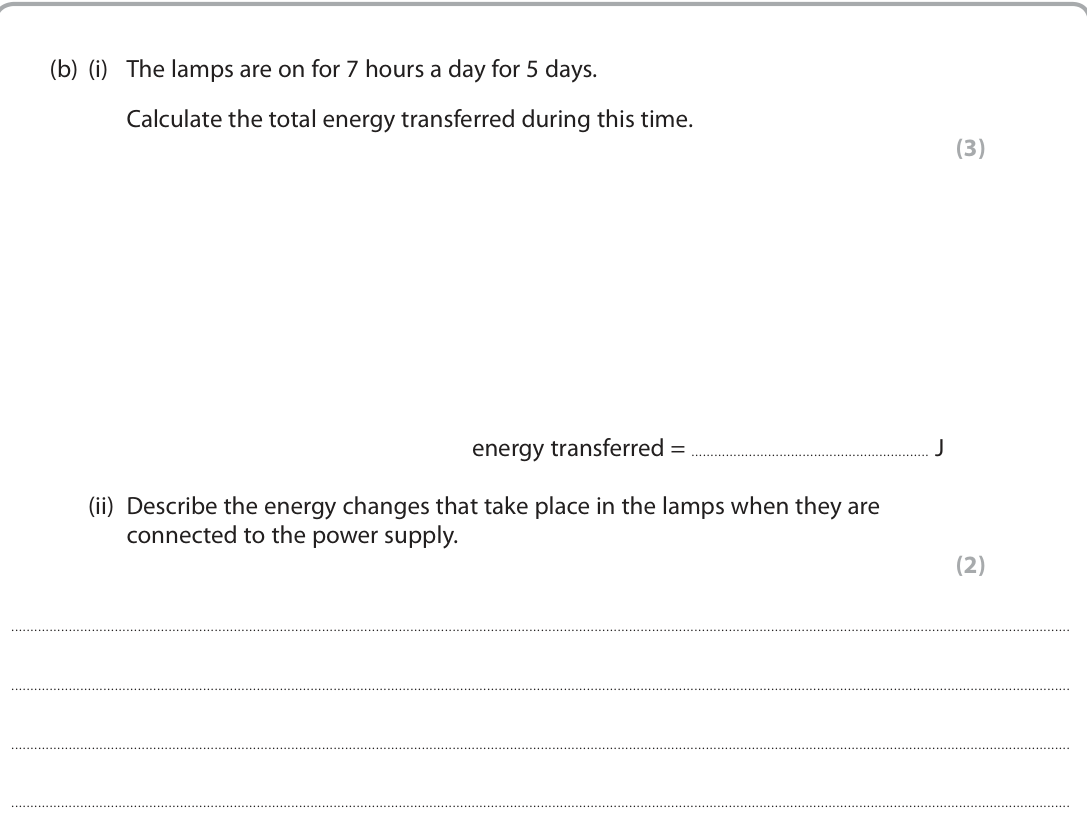 (b) (i) The lamps are on for 7 hours a day for 5 days.
Calculate the total energy transferred during this time.
(3)
energy transferred = ............................................................. J
(ii) Describe the energy changes that take place in the lamps when they are
connected to the power supply.
(2)